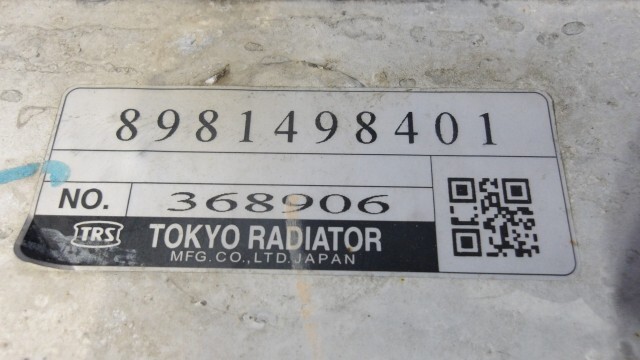 8981498401
NO. 368906
TRS TOKYO RADIATOR
MFG.CO.,LTD.JAPAN